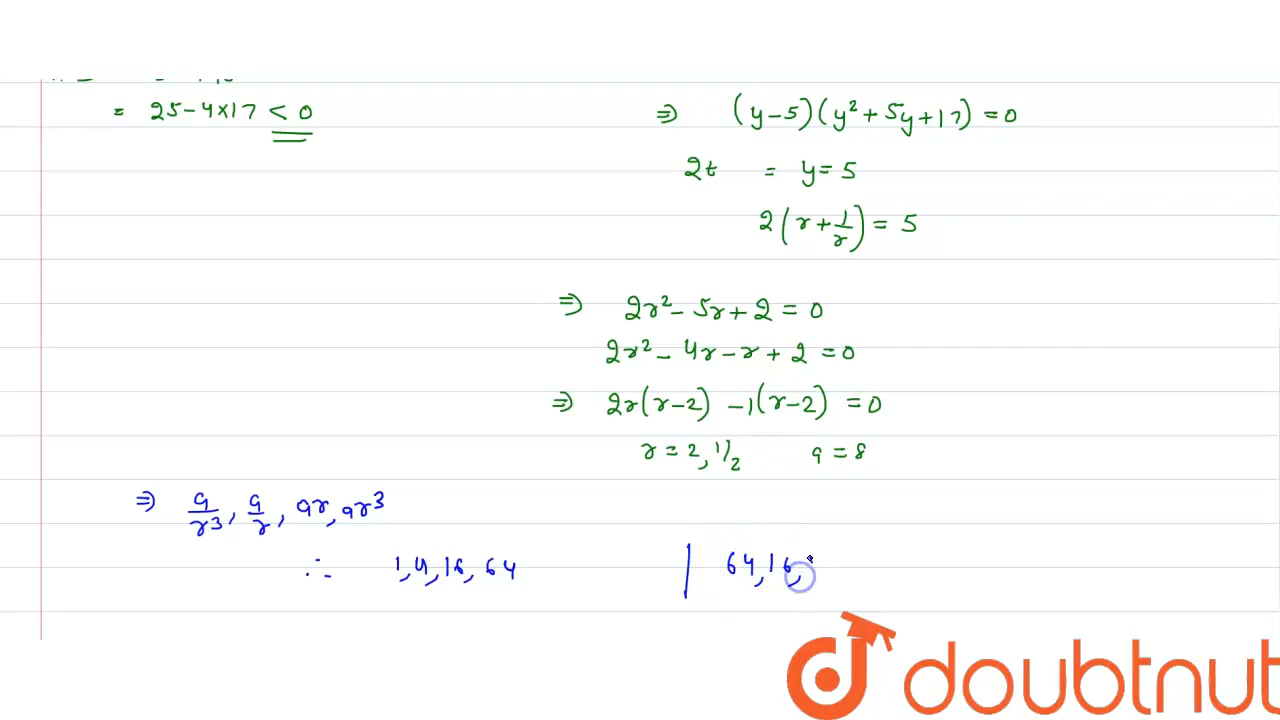 = 25-4×17 < 0
⇒ (y-5)(y²+5y+17)=0
2t = y=5
2(r+1/r)=5
⇒ 2r²-5r+2=0
2r²-4r-r+2=0
⇒ 2r(r-2)-1(r-2)=0
r=2,1/2 a=8
⇒ a/r³, a/r, ar, ar³
∴ 1,4,16,64 | 64,16,
doubtnut